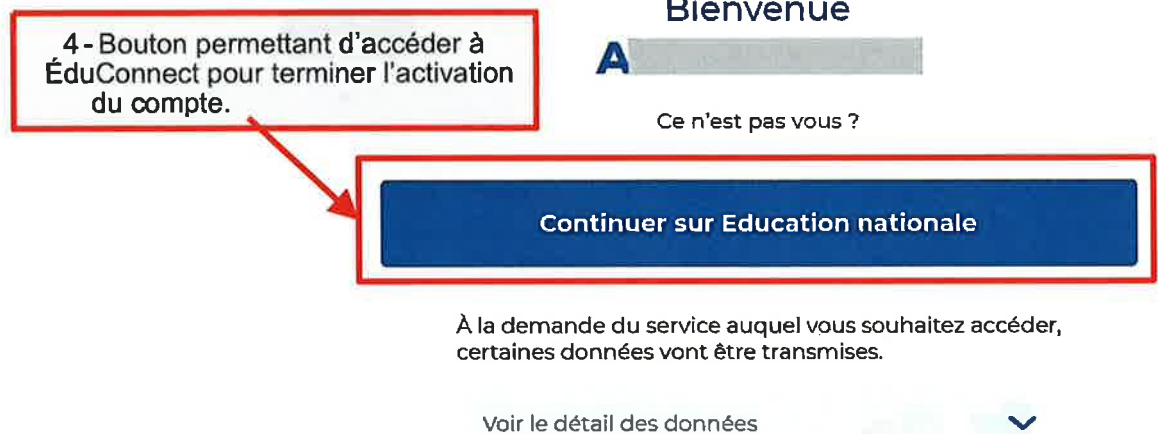 Bienvenue
4- Bouton permettant d'accéder à
ÉduConnect pour terminer l'activation
du compte.
A
Ce n'est pas vous ?
Continuer sur Education nationale
À la demande du service auquel vous souhaitez accéder,
certaines données vont être transmises.
Voir le détail des données